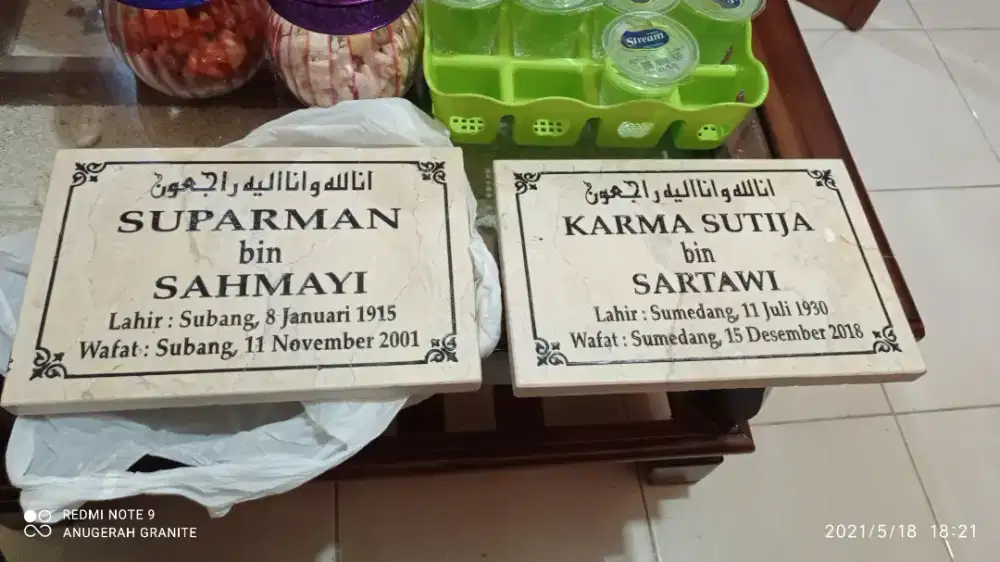 Stream
انالله وانااليه راجعون
SUPARMAN
bin
SAHMAYI
Lahir : Subang, 8 Januari 1915
Wafat : Subang, 11 November 2001
انالله وانااليه راجعون
KARMA SUTIJA
bin
SARTAWI
Lahir : Sumedang, 11 Juli 1930
Wafat : Sumedang, 15 Desember 2018
REDMI NOTE 9
ANUGERAH GRANITE
2021/5/18 18:21